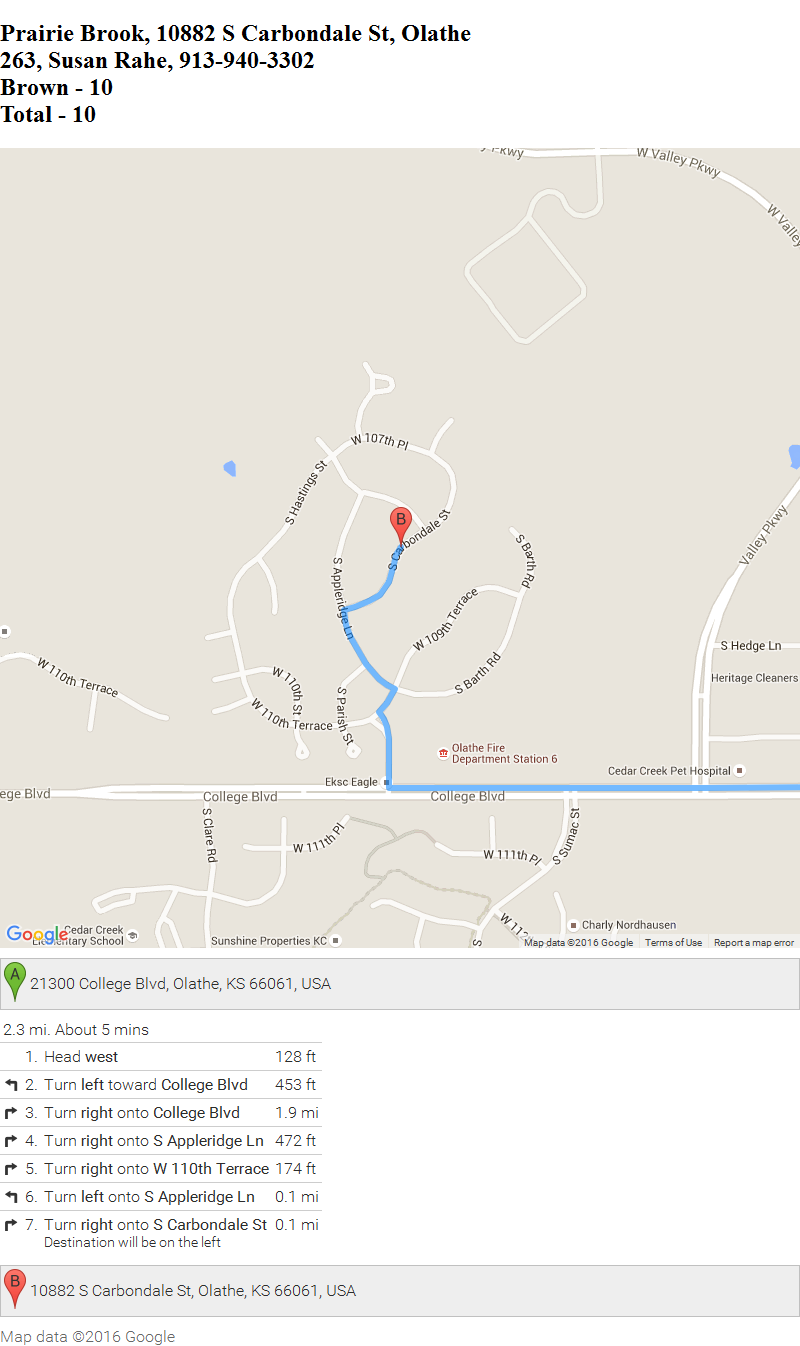 Prairie Brook, 10882 S Carbondale St, Olathe
263, Susan Rahe, 913-940-3302
Brown - 10
Total - 10
y Pkwy
W Valley Pkwy
W Valley
W 107th Pl
S Hastings St
B
S Carbondale St
S Barth Rd
Valley Pkwy
S Appleridge Ln
W 109th Terrace
S Hedge Ln
W 110th Terrace
W 110th St
S Parish St
S Barth Rd
Heritage Cleaners
W 110th Terrace
Olathe Fire
Department Station 6
Eksc Eagle
Cedar Creek Pet Hospital
ege Blvd
College Blvd
College Blvd
S Clare Rd
W 111th Pl
W 111th Pl
S Sumac St
W 112
S
Charly Nordhausen
Google
Cedar Creek
Elementary School
Sunshine Properties KC
Map data ©2016 Google
Terms of Use
Report a map error
A
21300 College Blvd, Olathe, KS 66061, USA
2.3 mi. About 5 mins
1. Head west 128 ft
2. Turn left toward College Blvd 453 ft
3. Turn right onto College Blvd 1.9 mi
4. Turn right onto S Appleridge Ln 472 ft
5. Turn right onto W 110th Terrace 174 ft
6. Turn left onto S Appleridge Ln 0.1 mi
7. Turn right onto S Carbondale St 0.1 mi
Destination will be on the left
B
10882 S Carbondale St, Olathe, KS 66061, USA
Map data ©2016 Google